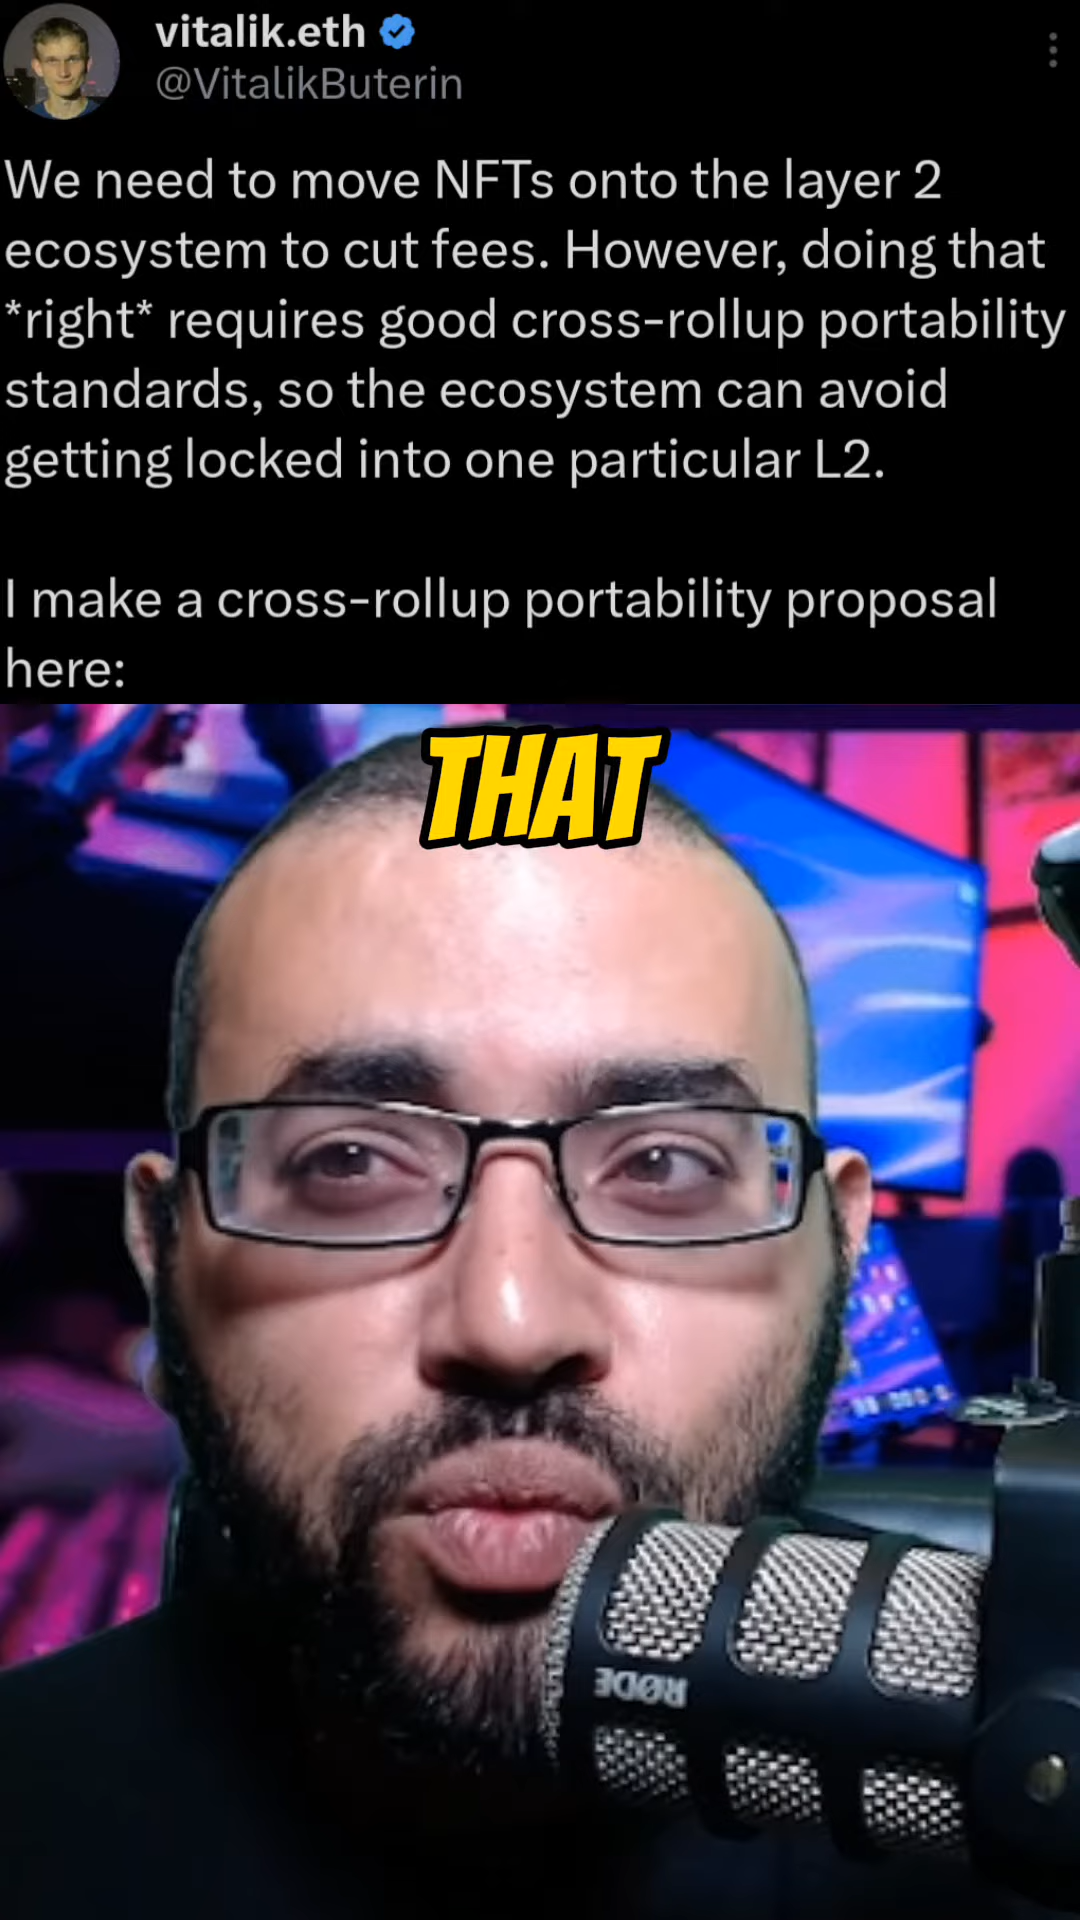 vitalik.eth
@VitalikButerin
We need to move NFTs onto the layer 2
ecosystem to cut fees. However, doing that
*right* requires good cross-rollup portability
standards, so the ecosystem can avoid
getting locked into one particular L2.
I make a cross-rollup portability proposal
here:
THAT
RØDE